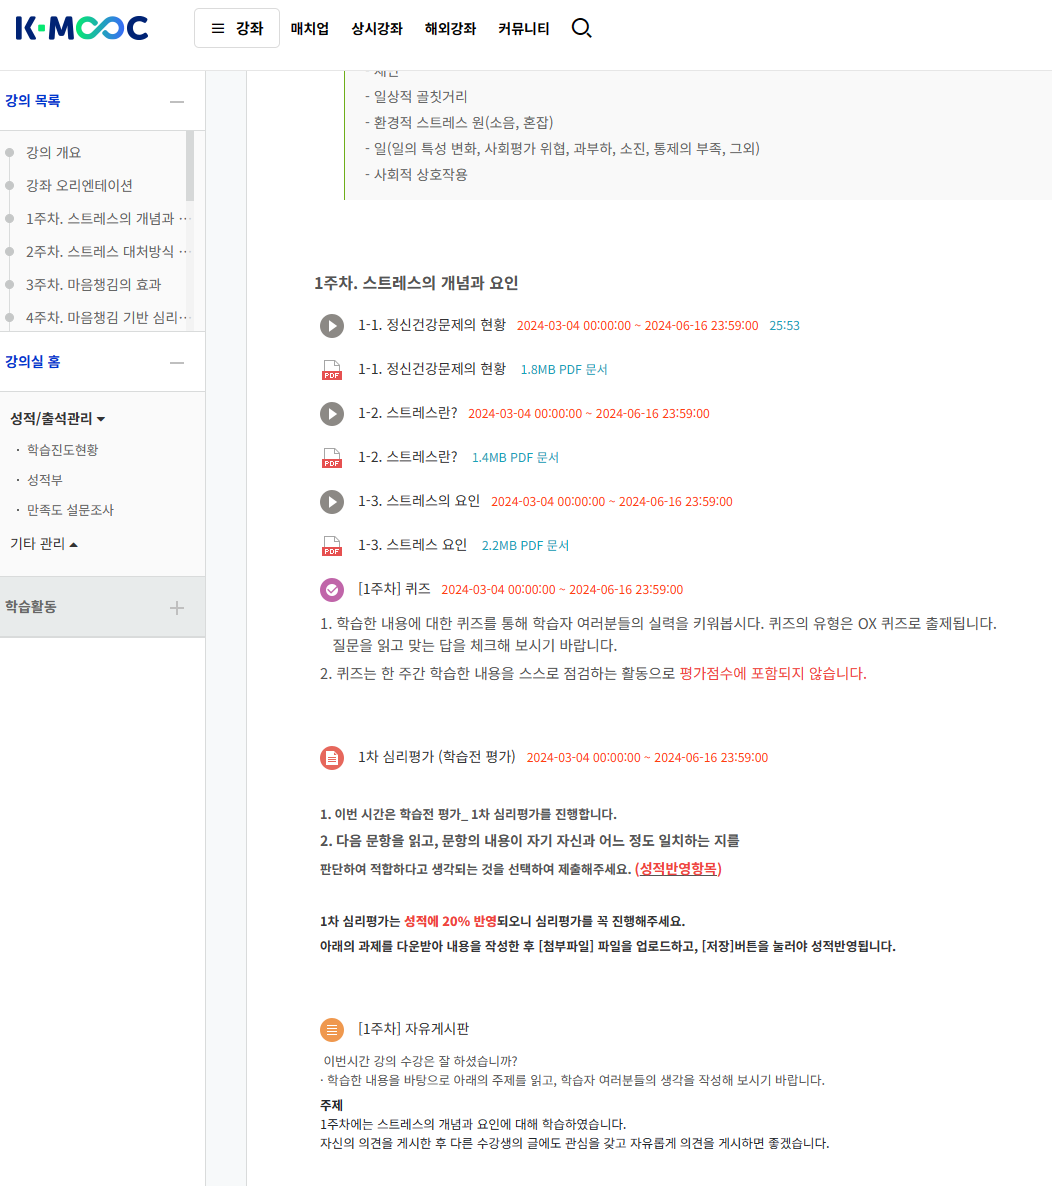 K-MOOC
강좌
매치업
상시강좌
해외강좌
커뮤니티
강의 목록
강의 개요
강좌 오리엔테이션
1주차. 스트레스의 개념과 ···
2주차. 스트레스 대처방식 ···
3주차. 마음챙김의 효과
4주차. 마음챙김 기반 심리···
강의실 홈
성적/출석관리
· 학습진도현황
· 성적부
· 만족도 설문조사
기타 관리
학습활동
- 일상적 골칫거리
- 환경적 스트레스 원(소음, 혼잡)
- 일(일의 특성 변화, 사회평가 위협, 과부하, 소진, 통제의 부족, 그외)
- 사회적 상호작용
1주차. 스트레스의 개념과 요인
1-1. 정신건강문제의 현황 2024-03-04 00:00:00 ~ 2024-06-16 23:59:00 25:53
PDF 1-1. 정신건강문제의 현황 1.8MB PDF 문서
1-2. 스트레스란? 2024-03-04 00:00:00 ~ 2024-06-16 23:59:00
PDF 1-2. 스트레스란? 1.4MB PDF 문서
1-3. 스트레스의 요인 2024-03-04 00:00:00 ~ 2024-06-16 23:59:00
PDF 1-3. 스트레스 요인 2.2MB PDF 문서
[1주차] 퀴즈 2024-03-04 00:00:00 ~ 2024-06-16 23:59:00
1. 학습한 내용에 대한 퀴즈를 통해 학습자 여러분들의 실력을 키워봅시다. 퀴즈의 유형은 OX 퀴즈로 출제됩니다.
질문을 읽고 맞는 답을 체크해 보시기 바랍니다.
2. 퀴즈는 한 주간 학습한 내용을 스스로 점검하는 활동으로 평가점수에 포함되지 않습니다.
1차 심리평가 (학습전 평가) 2024-03-04 00:00:00 ~ 2024-06-16 23:59:00
1. 이번 시간은 학습전 평가_ 1차 심리평가를 진행합니다.
2. 다음 문항을 읽고, 문항의 내용이 자기 자신과 어느 정도 일치하는 지를
판단하여 적합하다고 생각되는 것을 선택하여 제출해주세요. (성적반영항목)
1차 심리평가는 성적에 20% 반영되오니 심리평가를 꼭 진행해주세요.
아래의 과제를 다운받아 내용을 작성한 후 [첨부파일] 파일을 업로드하고, [저장]버튼을 눌러야 성적반영됩니다.
[1주차] 자유게시판
이번시간 강의 수강은 잘 하셨습니까?
· 학습한 내용을 바탕으로 아래의 주제를 읽고, 학습자 여러분들의 생각을 작성해 보시기 바랍니다.
주제
1주차에는 스트레스의 개념과 요인에 대해 학습하였습니다.
자신의 의견을 게시한 후 다른 수강생의 글에도 관심을 갖고 자유롭게 의견을 게시하면 좋겠습니다.